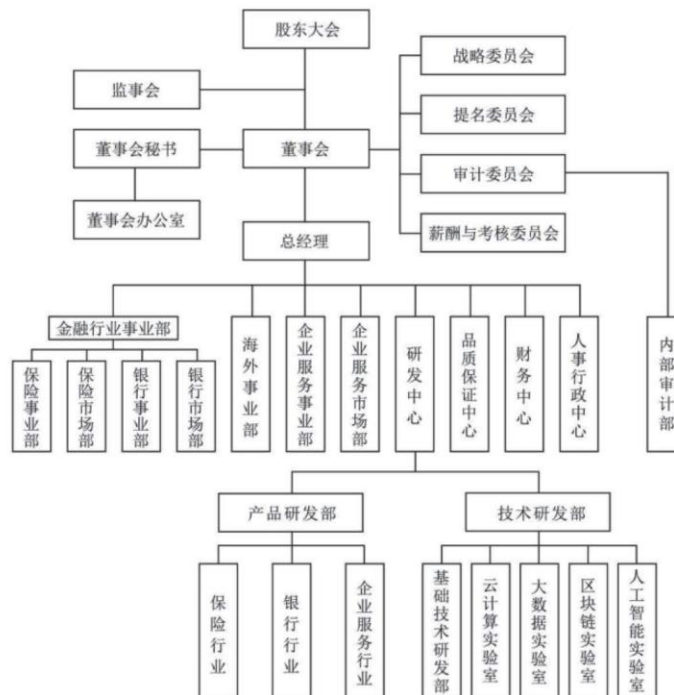 股东大会
战略委员会
监事会
提名委员会
董事会秘书
董事会
审计委员会
董事会办公室
总经理
薪酬与考核委员会
金融行业事业部
海外事业部
企业服务事业部
企业服务市场部
研发中心
品质保证中心
财务中心
人事行政中心
内部审计部
保险事业部
保险市场部
银行事业部
银行市场部
产品研发部
技术研发部
保险行业
银行行业
企业服务行业
基础技术研发部
云计算实验室
大数据实验室
区块链实验室
人工智能实验室